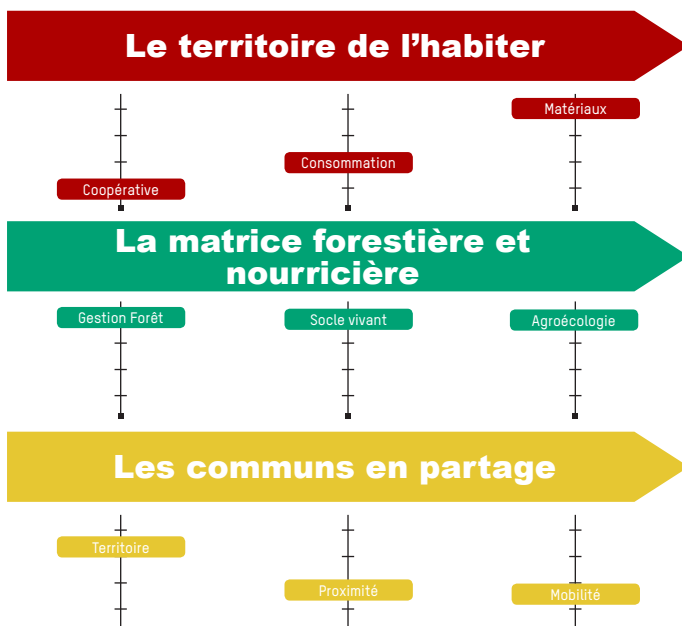 Le territoire de l’habiter
Matériaux
Consommation
Coopérative
La matrice forestière et
nourricière
Gestion Forêt
Socle vivant
Agroécologie
Les communs en partage
Territoire
Proximité
Mobilité